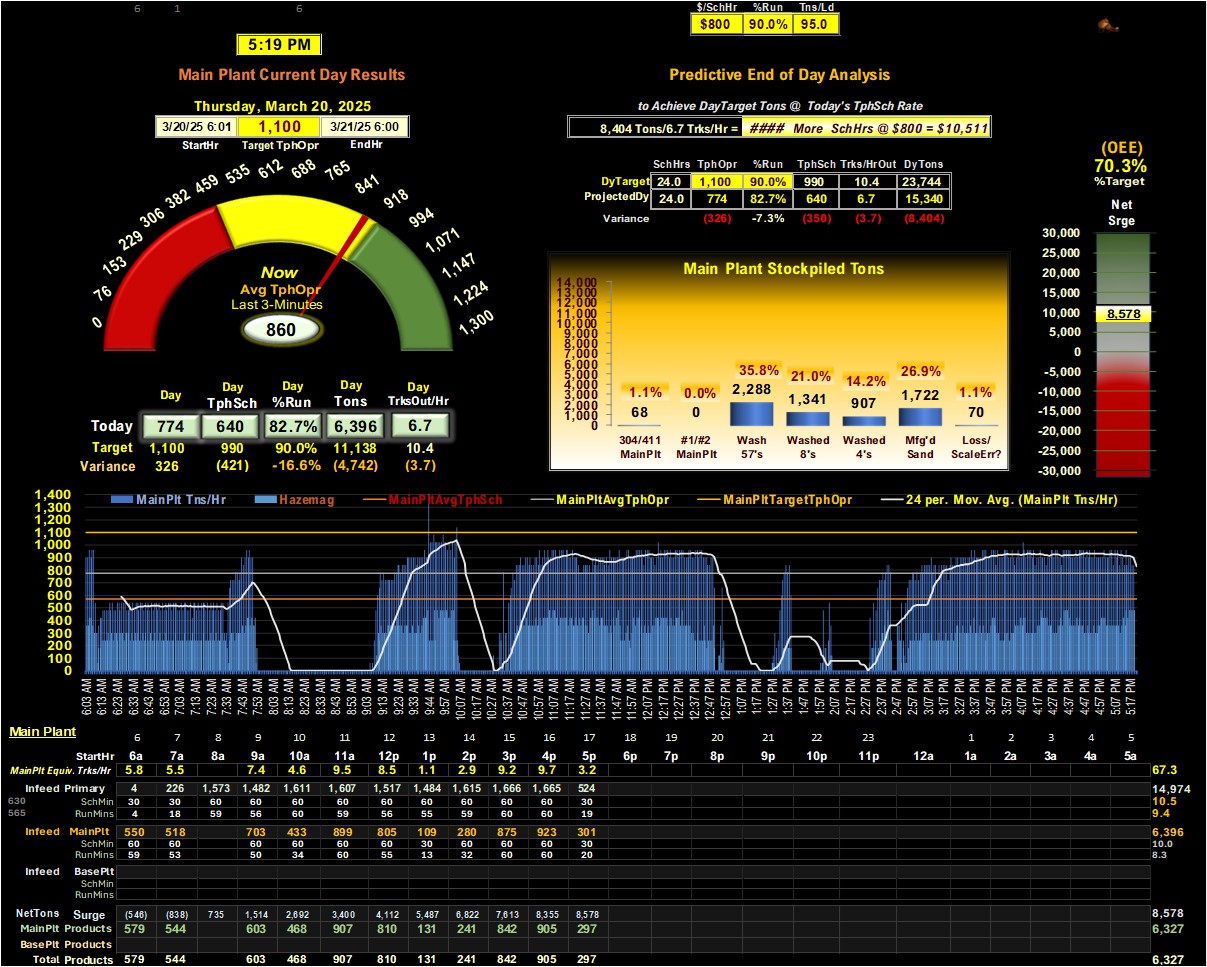 6 1 6
$/SchHr %Run Tns/Ld
$800 90.0% 95.0
5:19 PM
Main Plant Current Day Results
Predictive End of Day Analysis
Thursday, March 20, 2025
to Achieve DayTarget Tons @ Today's TphSch Rate
3/20/25 6:01 1,100 3/21/25 6:00
StartHr Target TphOpr EndHr
8,404 Tons/6.7 Trks/Hr = #### More SchHrs @ $800 = $10,511
(OEE)
70.3%
%Target
Net
Srge
SchHrs TphOpr %Run TphSch Trks/HrOut DyTons
DyTarget 24.0 1,100 90.0% 990 10.4 23,744
ProjectedDy 24.0 774 82.7% 640 6.7 15,340
Variance (326) -7.3% (350) (3.7) (8,404)
0 76 153 229 306 382 459 535 612 688 765 841 918 994 1,071 1,147 1,224 1,300
Now
Avg TphOpr
Last 3-Minutes
860
Main Plant Stockpiled Tons
14,000
13,000
12,000
11,000
10,000
9,000
8,000
7,000
6,000
5,000
4,000
3,000
2,000
1,000
0
1.1% 0.0% 35.8% 21.0% 14.2% 26.9% 1.1%
68 0 2,288 1,341 907 1,722 70
304/411 #1/#2 Wash Washed Washed Mfg'd Loss/
MainPlt MainPlt 57's 8's 4's Sand ScaleErr?
30,000
25,000
20,000
15,000
10,000
8,578
5,000
0
-5,000
-10,000
-15,000
-20,000
-25,000
-30,000
Day Day TphSch Day %Run Day Tons Day TrksOut/Hr
Today 774 640 82.7% 6,396 6.7
Target 1,100 990 90.0% 11,138 10.4
Variance 326 (421) -16.6% (4,742) (3.7)
MainPlt Tns/Hr Hazemag MainPltAvgTphSch MainPltAvgTphOpr MainPltTargetTphOpr 24 per. Mov. Avg. (MainPlt Tns/Hr)
1,400
1,300
1,200
1,100
1,000
900
800
700
600
500
400
300
200
100
0
6:03 AM 6:13 AM 6:23 AM 6:33 AM 6:43 AM 6:53 AM 7:03 AM 7:13 AM 7:23 AM 7:33 AM 7:43 AM 7:53 AM 8:03 AM 8:13 AM 8:23 AM 8:33 AM 8:43 AM 8:53 AM 9:03 AM 9:13 AM 9:23 AM 9:33 AM 9:44 AM 9:57 AM 10:07 AM 10:17 AM 10:27 AM 10:37 AM 10:47 AM 10:57 AM 11:07 AM 11:17 AM 11:27 AM 11:37 AM 11:47 AM 11:57 AM 12:07 PM 12:17 PM 12:27 PM 12:37 PM 12:47 PM 12:57 PM 1:07 PM 1:17 PM 1:27 PM 1:37 PM 1:47 PM 1:57 PM 2:07 PM 2:17 PM 2:27 PM 2:37 PM 2:47 PM 2:57 PM 3:07 PM 3:17 PM 3:27 PM 3:37 PM 3:47 PM 3:57 PM 4:07 PM 4:17 PM 4:27 PM 4:37 PM 4:47 PM 4:57 PM 5:07 PM 5:17 PM
Main Plant
6 7 8 9 10 11 12 13 14 15 16 17 18 19 20 21 22 23 1 2 3 4 5
StartHr 6a 7a 8a 9a 10a 11a 12p 1p 2p 3p 4p 5p 6p 7p 8p 9p 10p 11p 12a 1a 2a 3a 4a 5a
MainPlt Equiv. Trks/Hr 5.8 5.5 7.4 4.6 9.5 8.5 1.1 2.9 9.2 9.7 3.2 67.3
Infeed Primary 4 226 1,573 1,482 1,611 1,607 1,517 1,484 1,615 1,666 1,665 524 14,974
630 SchMin 30 30 60 60 60 60 60 60 60 60 60 30 10.5
565 RunMins 4 18 59 56 60 59 56 55 59 60 60 19 9.4
Infeed MainPlt 550 518 703 433 899 805 109 280 875 923 301 6,396
SchMin 60 60 60 60 60 60 30 60 60 60 30 10.0
RunMins 59 53 50 34 60 55 13 32 60 60 20 8.3
Infeed BasePlt
SchMin
RunMins
NetTons Surge (546) (838) 735 1,514 2,692 3,400 4,112 5,487 6,822 7,613 8,355 8,578 8,578
MainPlt Products 579 544 603 468 907 810 131 241 842 905 297 6,327
BasePlt Products
Total Products 579 544 603 468 907 810 131 241 842 905 297 6,327